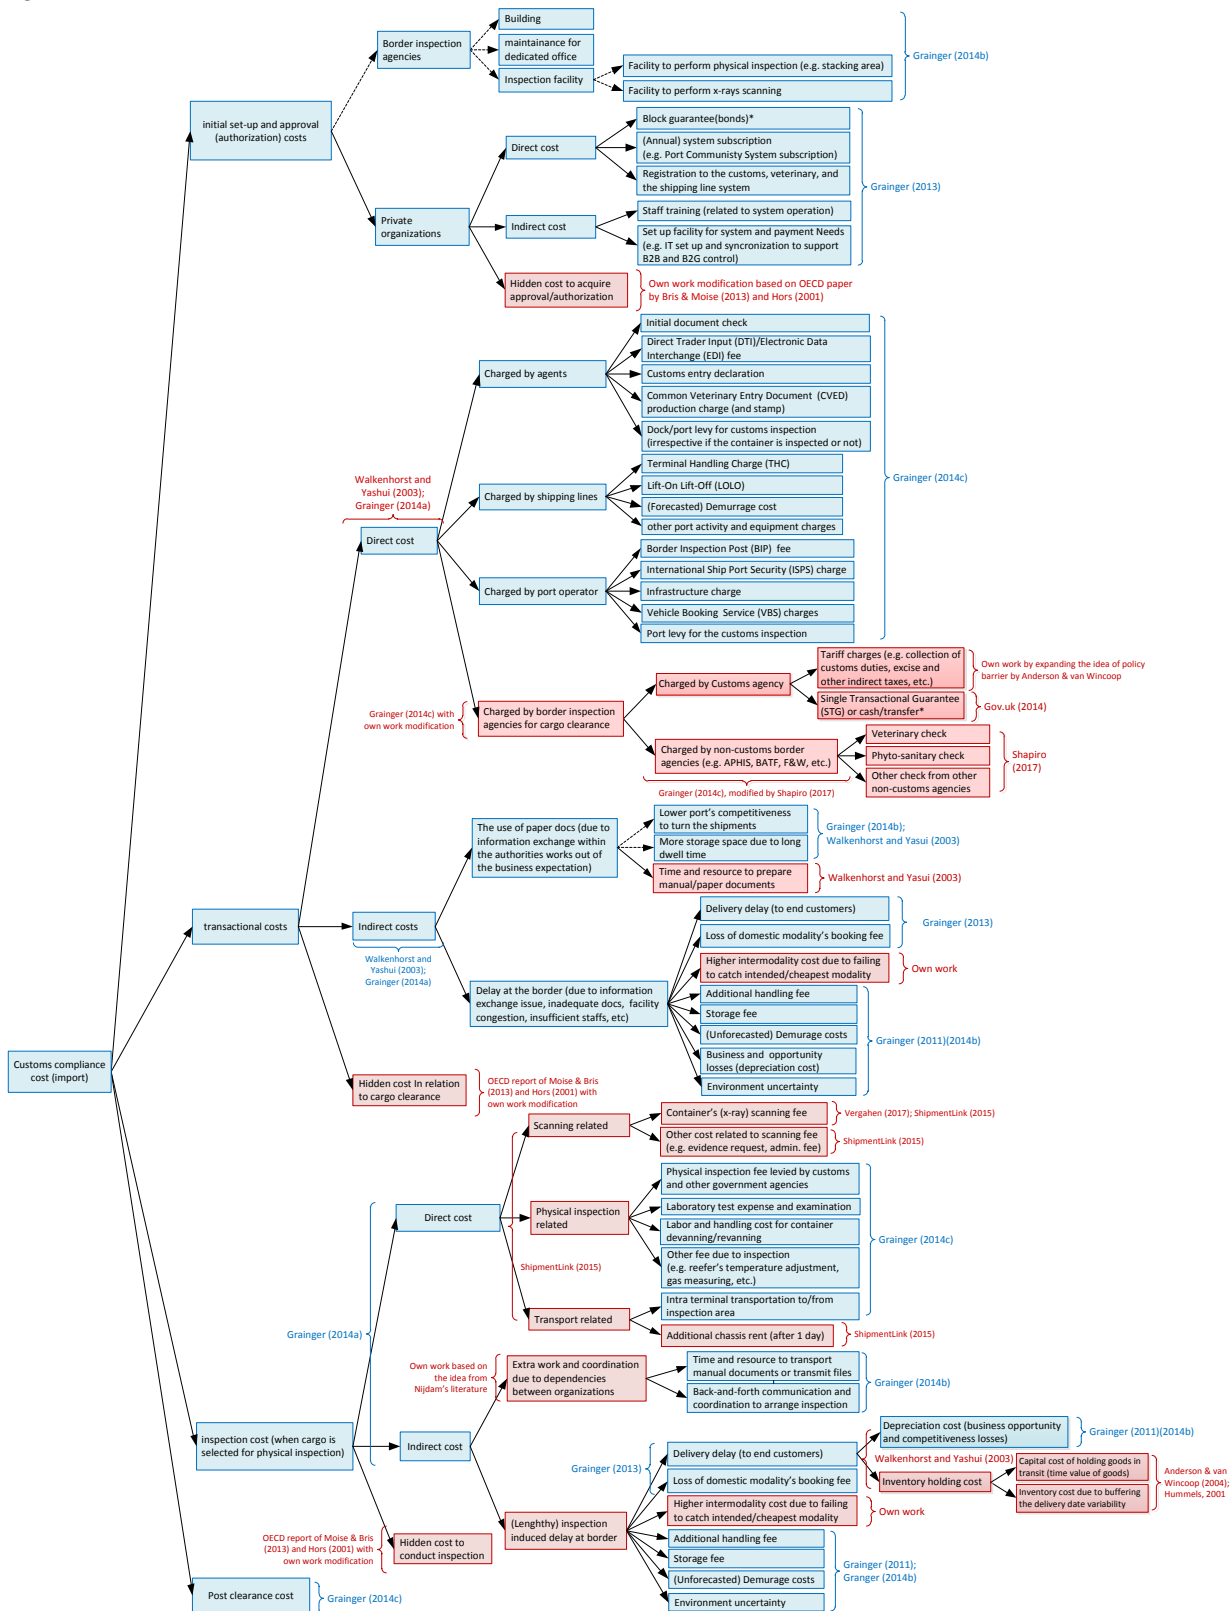 Building
Border inspection
agencies
maintainance for
dedicated office
Inspection facility
Facility to perform physical inspection (e.g. stacking area)
Facility to perform x-rays scanning
Grainger (2014b)
initial set-up and approval
(authorization) costs
Block guarantee(bonds)*
Direct cost
(Annual) system subscription
(e.g. Port Communisty System subscription)
Registration to the customs, veterinary, and
the shipping line system
Grainger (2013)
Private
organizations
Indirect cost
Staff training (related to system operation)
Set up facility for system and payment Needs
(e.g. IT set up and syncronization to support
B2B and B2G control)
Hidden cost to acquire
approval/authorization
Own work modification based on OECD paper
by Bris & Moise (2013) and Hors (2001)
Initial document check
Direct Trader Input (DTI)/Electronic Data
Interchange (EDI) fee
Charged by agents
Customs entry declaration
Common Veterinary Entry Document (CVED)
production charge (and stamp)
Dock/port levy for customs inspection
(irrespective if the container is inspected or not)
Walkenhorst and
Yashui (2003);
Grainger (2014a)
Terminal Handling Charge (THC)
Lift-On Lift-Off (LOLO)
Charged by shipping lines
(Forecasted) Demurrage cost
other port activity and equipment charges
Grainger (2014c)
Direct cost
Border Inspection Post (BIP) fee
International Ship Port Security (ISPS) charge
Charged by port operator
Infrastructure charge
Vehicle Booking Service (VBS) charges
Port levy for the customs inspection
Tariff charges (e.g. collection of
customs duties, excise and
other indirect taxes, etc.)
Own work by expanding the idea of policy
barrier by Anderson & van Wincoop
Charged by Customs agency
Single Transactional Guarantee
(STG) or cash/transfer*
Gov.uk (2014)
Grainger (2014c) with
own work modification
Charged by border inspection
agencies for cargo clearance
Charged by non-customs border
agencies (e.g. APHIS, BATF, F&W, etc.)
Veterinary check
Phyto-sanitary check
Other check from other
non-customs agencies
Shapiro
(2017)
Grainger (2014c), modified by Shapiro (2017)
The use of paper docs (due to
information exchange within
the authorities works out of
the business expectation)
Lower port's competitiveness
to turn the shipments
More storage space due to long
dwell time
Grainger (2014b);
Walkenhorst and Yasui (2003)
Time and resource to prepare
manual/paper documents
Walkenhorst and Yasui (2003)
transactional costs
Indirect costs
Walkenhorst and
Yashui (2003);
Grainger (2014a)
Delivery delay (to end customers)
Loss of domestic modality's booking fee
Grainger (2013)
Higher intermodality cost due to failing
to catch intended/cheapest modality
Own work
Delay at the border (due to information
exchange issue, inadequate docs, facility
congestion, insufficient staffs, etc)
Additional handling fee
Storage fee
(Unforecasted) Demurage costs
Business and opportunity
losses (depreciation cost)
Environment uncertainty
Grainger (2011)(2014b)
Customs compliance
cost (import)
Hidden cost In relation
to cargo clearance
OECD report of Moise & Bris
(2013) and Hors (2001) with
own work modification
Scanning related
Container's (x-ray) scanning fee
Vergahen (2017); ShipmentLink (2015)
Other cost related to scanning fee
(e.g. evidence request, admin. fee)
ShipmentLink (2015)
Direct cost
Physical inspection
related
Physical inspection fee levied by customs
and other government agencies
Laboratory test expense and examination
Labor and handling cost for container
devanning/revanning
Other fee due to inspection
(e.g. reefer's temperature adjustment,
gas measuring, etc.)
Grainger (2014c)
ShipmentLink (2015)
Transport related
Intra terminal transportation to/from
inspection area
Additional chassis rent (after 1 day)
ShipmentLink (2015)
Grainger (2014a)
Own work based on
the idea from
Nijdam's literature
Extra work and coordination
due to dependencies
between organizations
Time and resource to transport
manual documents or transmit files
Back-and-forth communication and
coordination to arrange inspection
Grainger (2014b)
inspection cost (when cargo is
selected for physical inspection)
Indirect cost
Grainger (2013)
Delivery delay (to end customers)
Loss of domestic modality's booking fee
Depreciation cost (business opportunity
and competitiveness losses)
Grainger (2011)(2014b)
Walkenhorst and Yashui (2003)
Inventory holding cost
Capital cost of holding goods in
transit (time value of goods)
Inventory cost due to buffering
the delivery date variability
Anderson & van
Wincoop (2004);
Hummels, 2001
Higher intermodality cost due to failing
to catch intended/cheapest modality
Own work
(Lenghthy) inspection
induced delay at border
Additional handling fee
Storage fee
(Unforecasted) Demurage costs
Environment uncertainty
Grainger (2011);
Granger (2014b)
OECD report of Moise & Bris
(2013) and Hors (2001) with
own work modification
Hidden cost to
conduct inspection
Post clearance cost
Grainger (2014c)